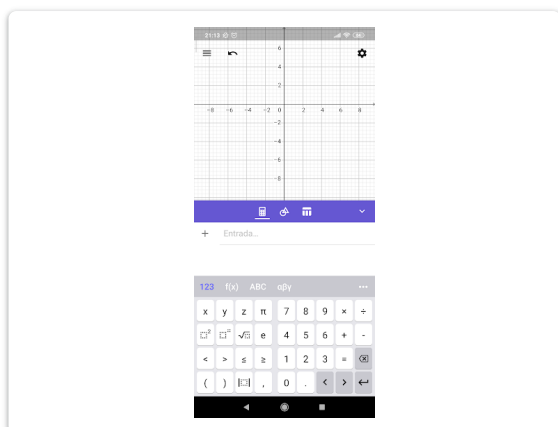 21:13
6
4
2
-8 -6 -4 -2 0 2 4 6 8
-2
-4
-6
-8
+ Entrada...
123 f(x) ABC αβγ ...
x y z π 7 8 9 × ÷
e 4 5 6 + -
< > ≤ ≥ 1 2 3 =
( ) , 0 . < >